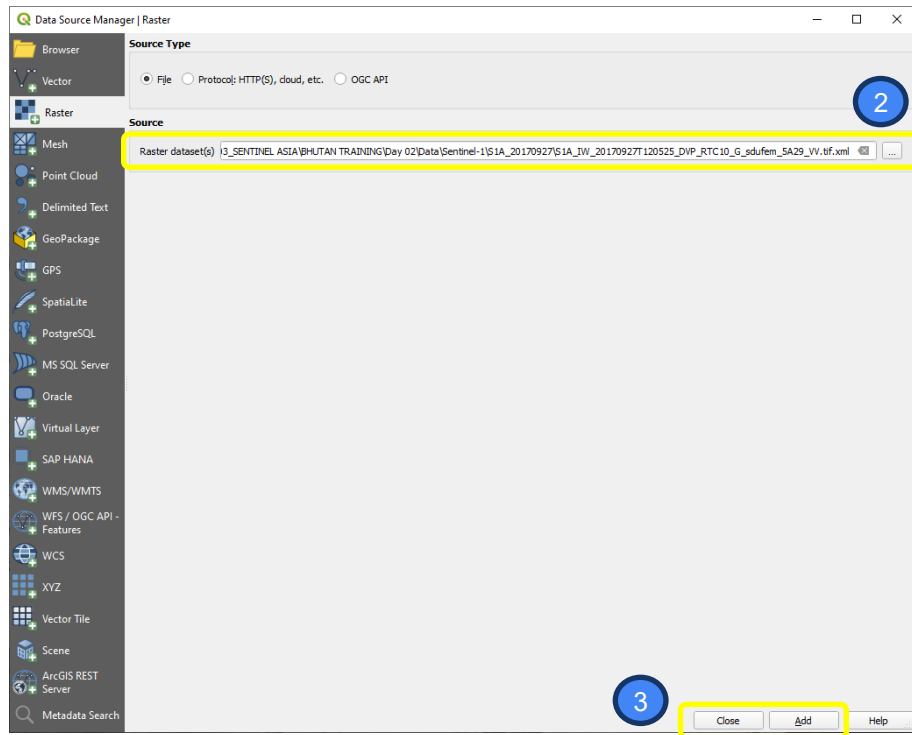 Data Source Manager | Raster
Browser
Vector
Raster
Mesh
Point Cloud
Delimited Text
GeoPackage
GPS
SpatiaLite
PostgreSQL
MS SQL Server
Oracle
Virtual Layer
SAP HANA
WMS/WMTS
WFS / OGC API -
Features
WCS
XYZ
Vector Tile
Scene
ArcGIS REST
Server
Metadata Search
Source Type
File Protocol: HTTP(S), cloud, etc. OGC API
2
Source
Raster dataset(s) 3_SENTINEL ASIA\BHUTAN TRAINING\Day 02\Data\Sentinel-1\S1A_20170927\S1A_IW_20170927T120525_DVP_RTC10_G_sdufem_5A29_VV.tif.xml ...
3
Close Add Help